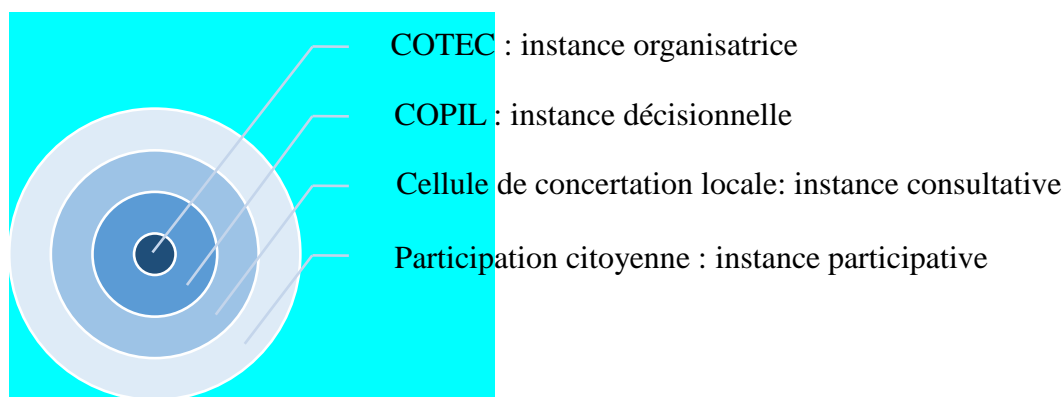 COTEC : instance organisatrice
COPIL : instance décisionnelle
Cellule de concertation locale: instance consultative
Participation citoyenne : instance participative